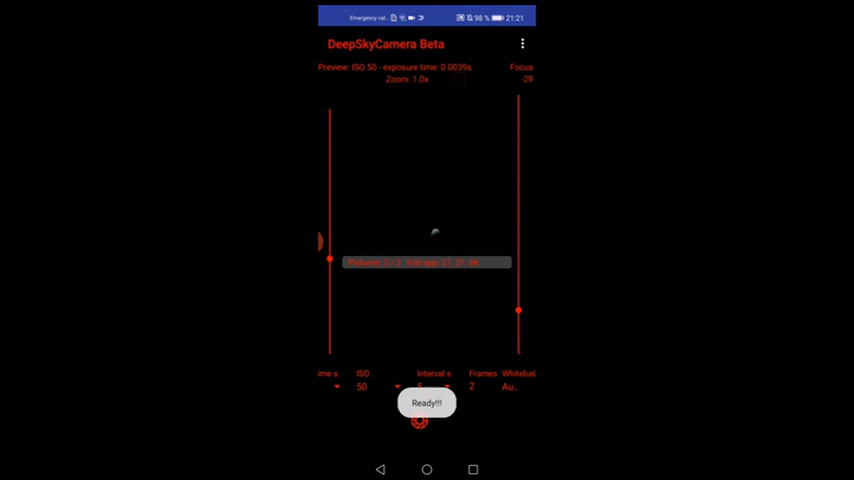 Emergency cal.. 98 % 21:21
DeepSkyCamera Beta
Preview: ISO 50 - exposure time: 0.0039s Focus
Zoom: 1.0x -29
Pictures:
ime s ISO Interval s Frames Whitebal
50 2 Au..
Ready!!!